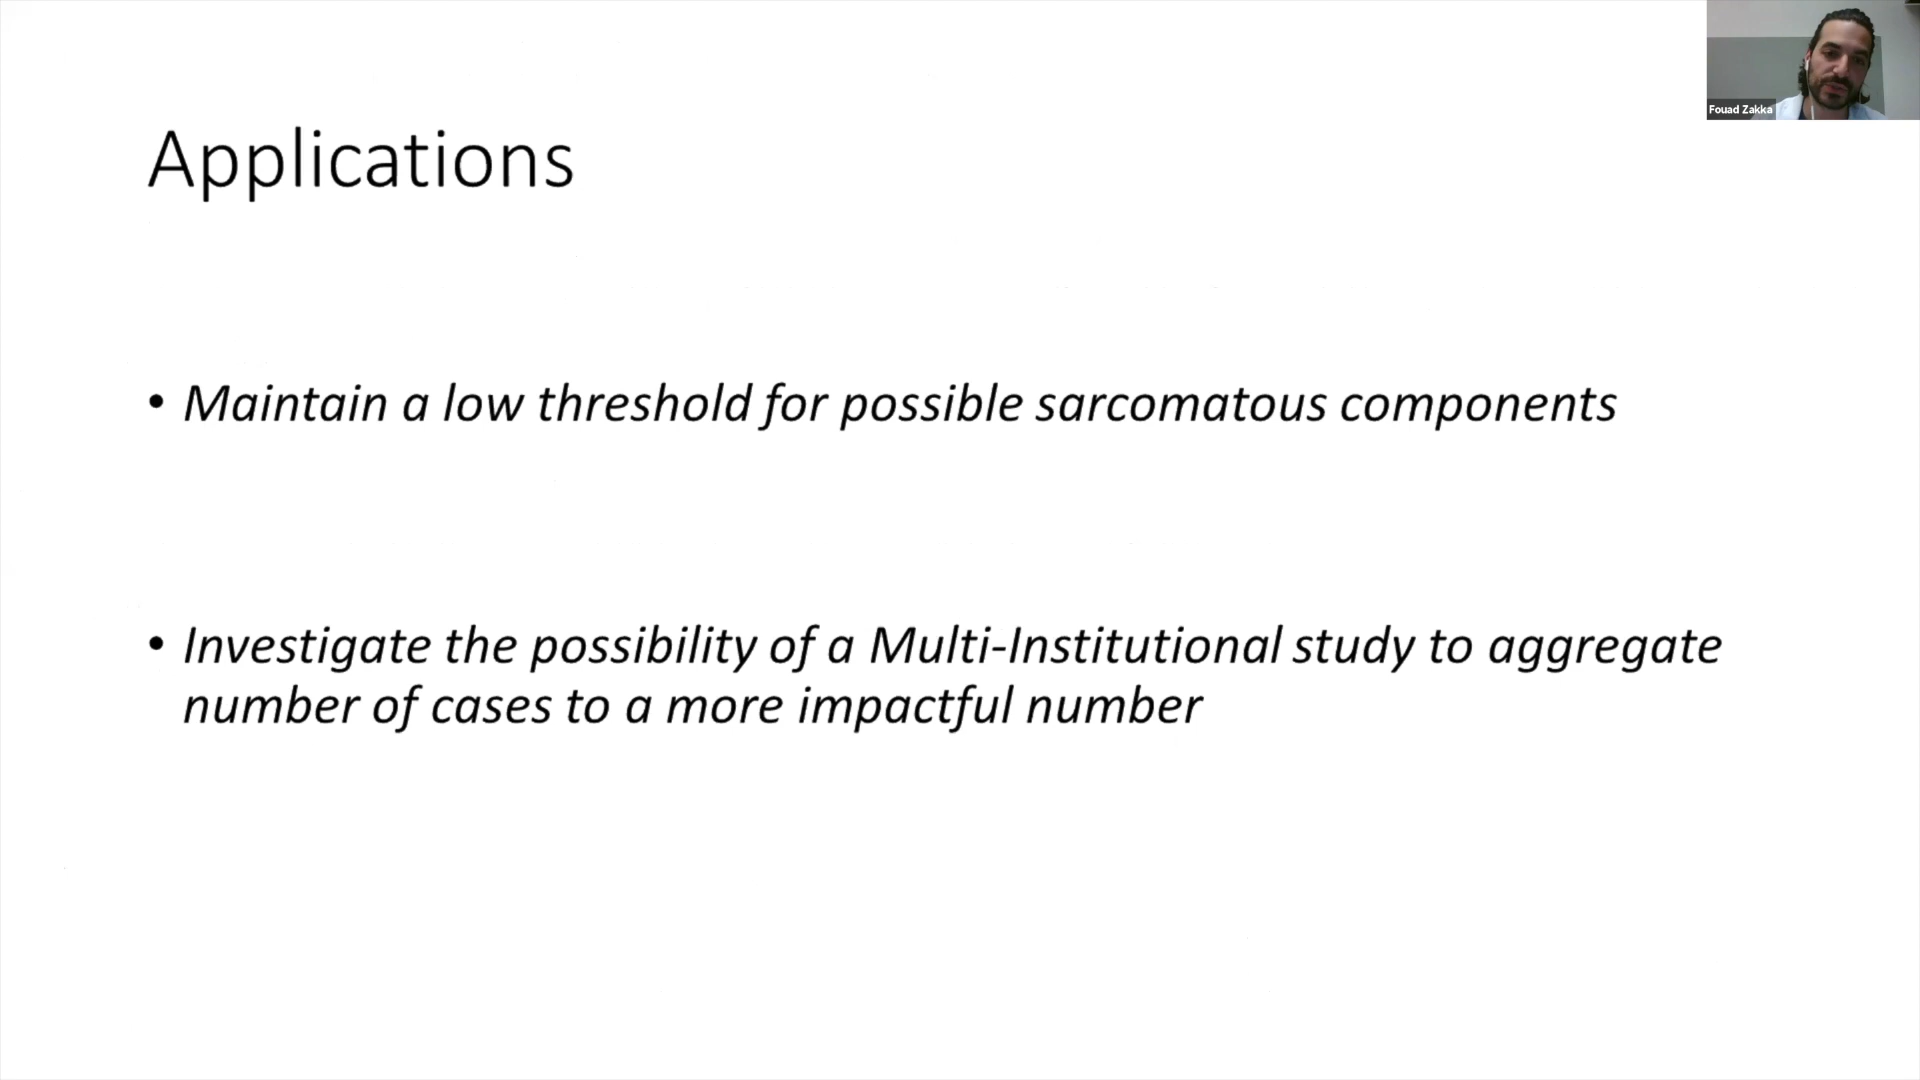 Fouad Zakka
Applications
• Maintain a low threshold for possible sarcomatous components
• Investigate the possibility of a Multi-Institutional study to aggregate
number of cases to a more impactful number